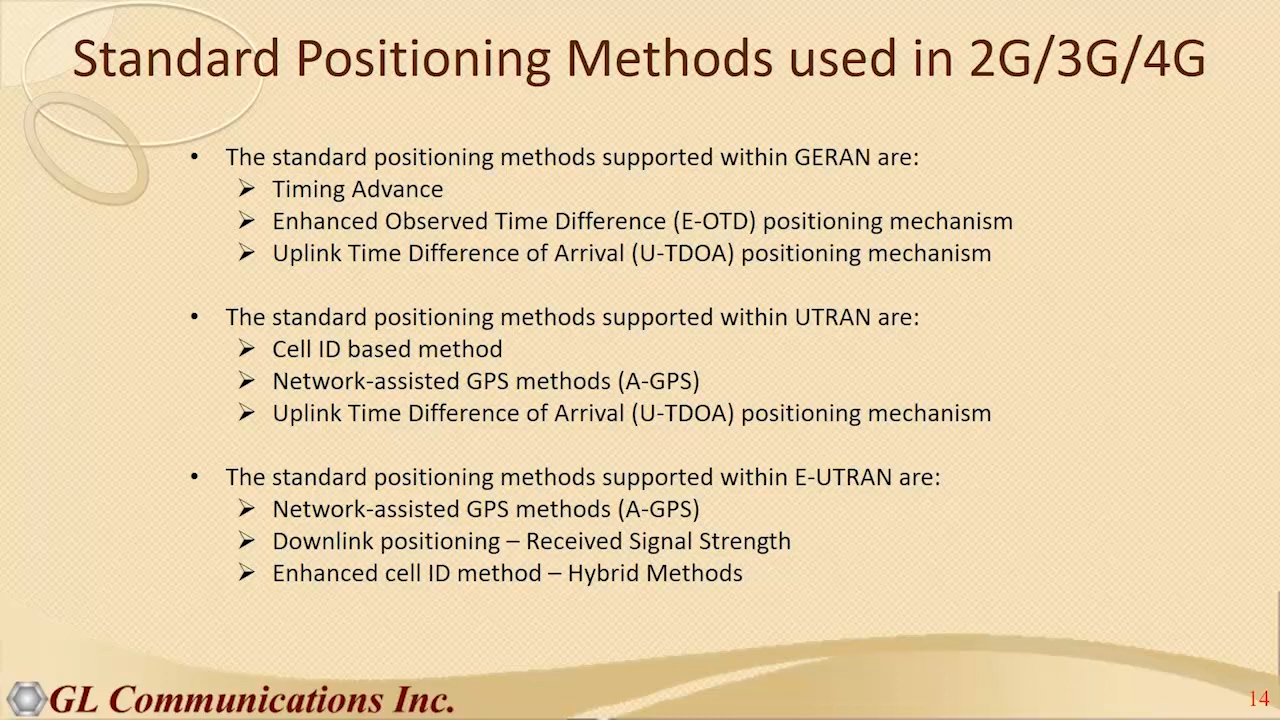 Standard Positioning Methods used in 2G/3G/4G
• The standard positioning methods supported within GERAN are:
➢ Timing Advance
➢ Enhanced Observed Time Difference (E-OTD) positioning mechanism
➢ Uplink Time Difference of Arrival (U-TDOA) positioning mechanism
• The standard positioning methods supported within UTRAN are:
➢ Cell ID based method
➢ Network-assisted GPS methods (A-GPS)
➢ Uplink Time Difference of Arrival (U-TDOA) positioning mechanism
• The standard positioning methods supported within E-UTRAN are:
➢ Network-assisted GPS methods (A-GPS)
➢ Downlink positioning – Received Signal Strength
➢ Enhanced cell ID method – Hybrid Methods
GL Communications Inc.
14